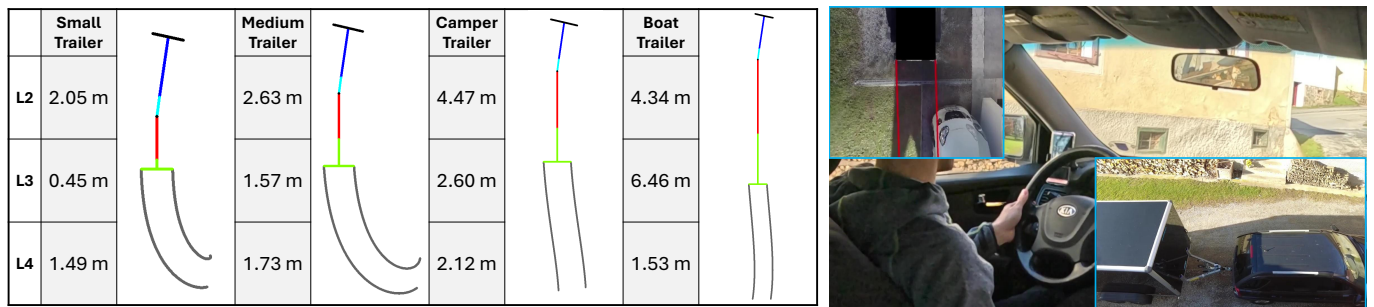 Small Trailer Medium Trailer Camper Trailer Boat Trailer
L2 2.05 m 2.63 m 4.47 m 4.34 m
L3 0.45 m 1.57 m 2.60 m 6.46 m
L4 1.49 m 1.73 m 2.12 m 1.53 m
KIA